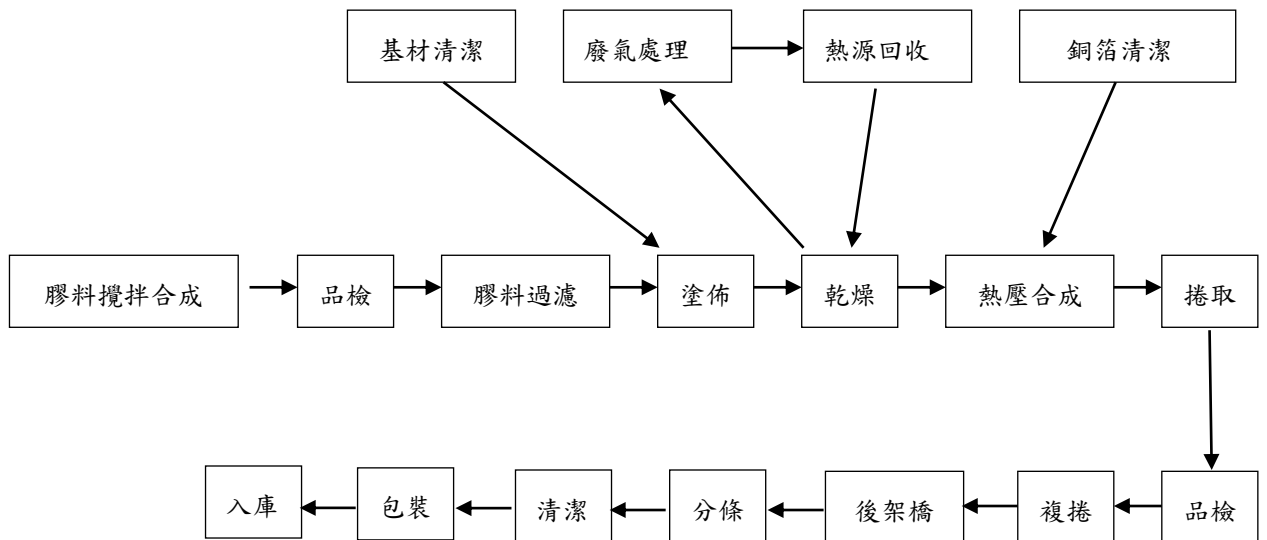 基材清潔
廢氣處理
熱源回收
銅箔清潔
膠料攪拌合成
品檢
膠料過濾
塗佈
乾燥
熱壓合成
捲取
入庫
包裝
清潔
分條
後架橋
複捲
品檢